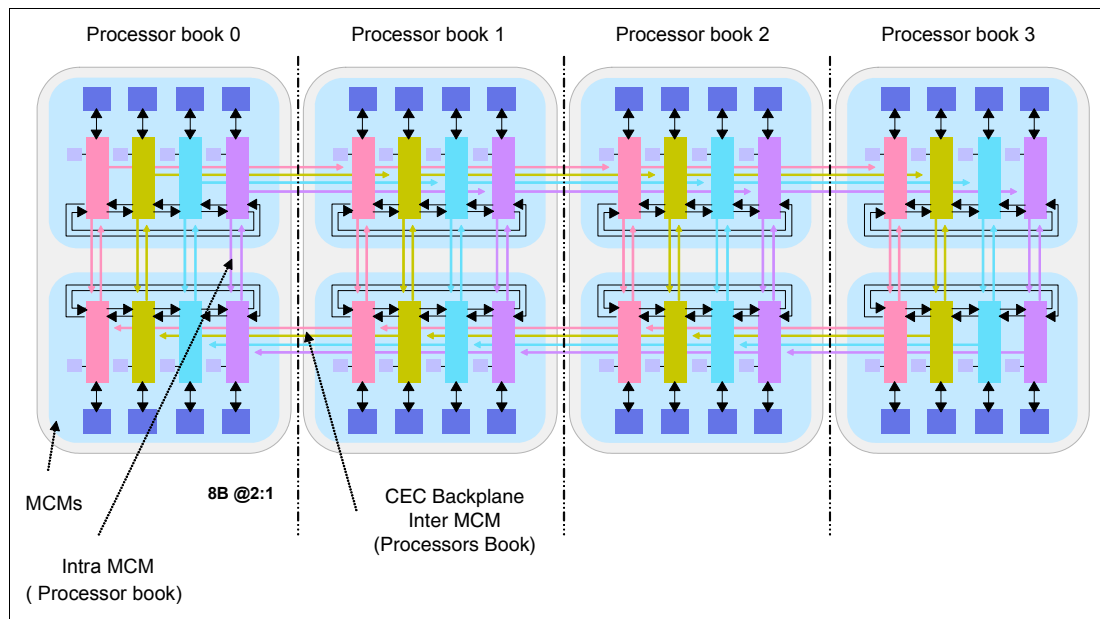 Processor book 0
Processor book 1
Processor book 2
Processor book 3
MCMs
8B @2:1
CEC Backplane
Inter MCM
(Processors Book)
Intra MCM
( Processor book)